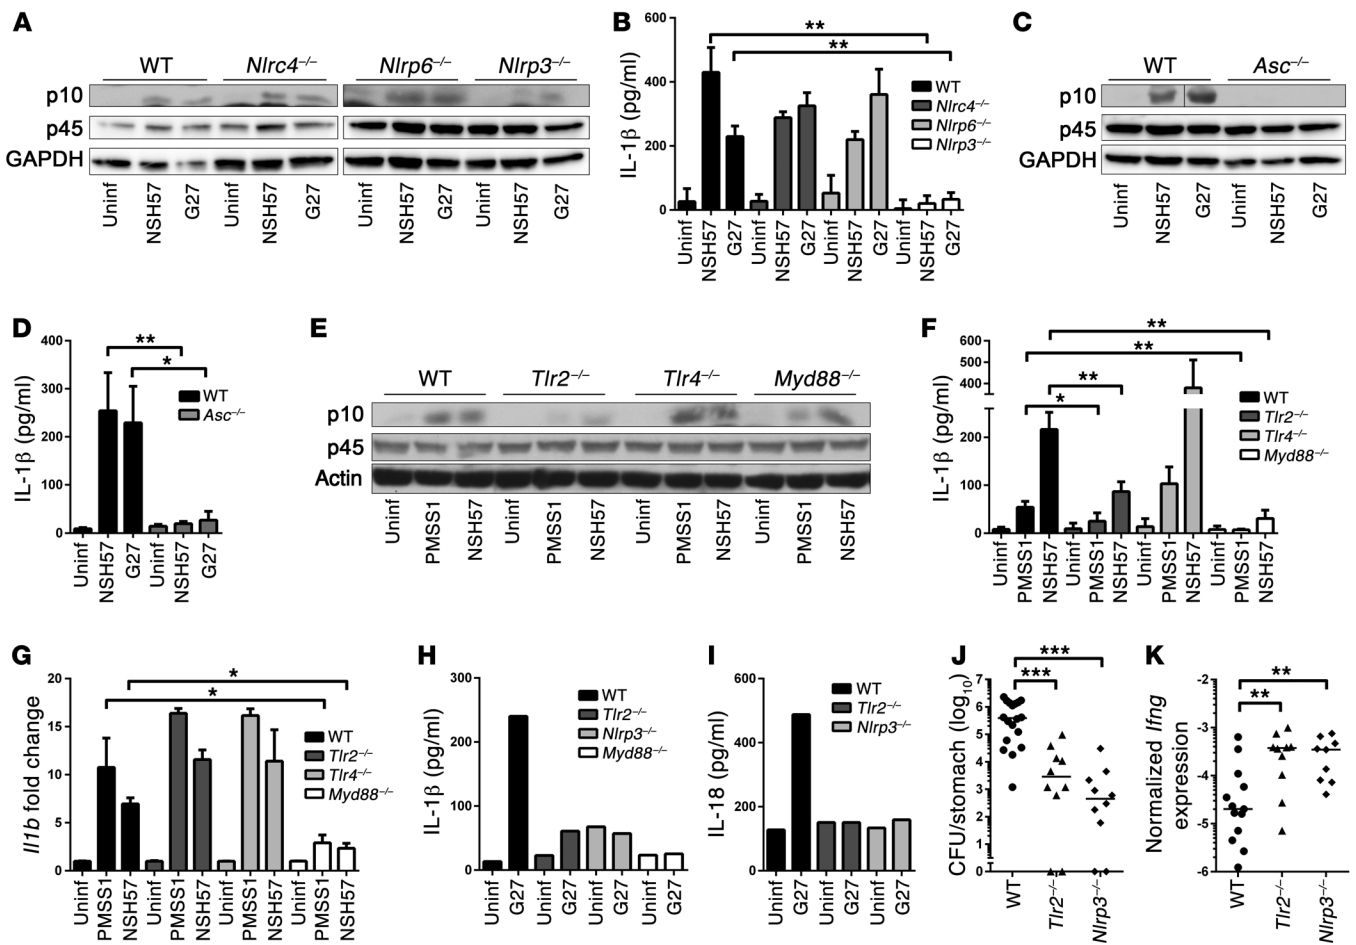 A
WT Nlrc4–/– Nlrp6–/– Nlrp3–/–
p10
p45
GAPDH
Uninf NSH57 G27 Uninf NSH57 G27 Uninf NSH57 G27 Uninf NSH57 G27
B
IL-1β (pg/ml)
600
400
200
0
** 
**
WT
Nlrc4–/–
Nlrp6–/–
Nlrp3–/–
Uninf NSH57 G27 Uninf NSH57 G27 Uninf NSH57 G27 Uninf NSH57 G27
C
WT Asc–/–
p10
p45
GAPDH
Uninf NSH57 G27 Uninf NSH57 G27
D
IL-1β (pg/ml)
400
300
200
100
0
**
*
WT
Asc–/–
Uninf NSH57 G27 Uninf NSH57 G27
E
WT Tlr2–/– Tlr4–/– Myd88–/–
p10
p45
Actin
Uninf PMSS1 NSH57 Uninf PMSS1 NSH57 Uninf PMSS1 NSH57 Uninf PMSS1 NSH57
F
IL-1β (pg/ml)
600
500
400
200
100
0
**
**
**
*
WT
Tlr2–/–
Tlr4–/–
Myd88–/–
Uninf PMSS1 NSH57 Uninf PMSS1 NSH57 Uninf PMSS1 NSH57 Uninf PMSS1 NSH57
G
Il1b fold change
20
15
10
5
0
*
*
WT
Tlr2–/–
Tlr4–/–
Myd88–/–
Uninf PMSS1 NSH57 Uninf PMSS1 NSH57 Uninf PMSS1 NSH57 Uninf PMSS1 NSH57
H
IL-1β (pg/ml)
300
200
100
0
WT
Tlr2–/–
Nlrp3–/–
Myd88–/–
Uninf G27 Uninf G27 Uninf G27 Uninf G27
I
IL-18 (pg/ml)
600
400
200
0
WT
Tlr2–/–
Nlrp3–/–
Uninf G27 Uninf G27 Uninf G27
J
CFU/stomach (log10)
7
6
5
4
3
2
1
0
***
***
WT Tlr2–/– Nlrp3–/–
K
Normalized Ifng
expression
-2
-3
-4
-5
-6
**
**
WT Tlr2–/– Nlrp3–/–